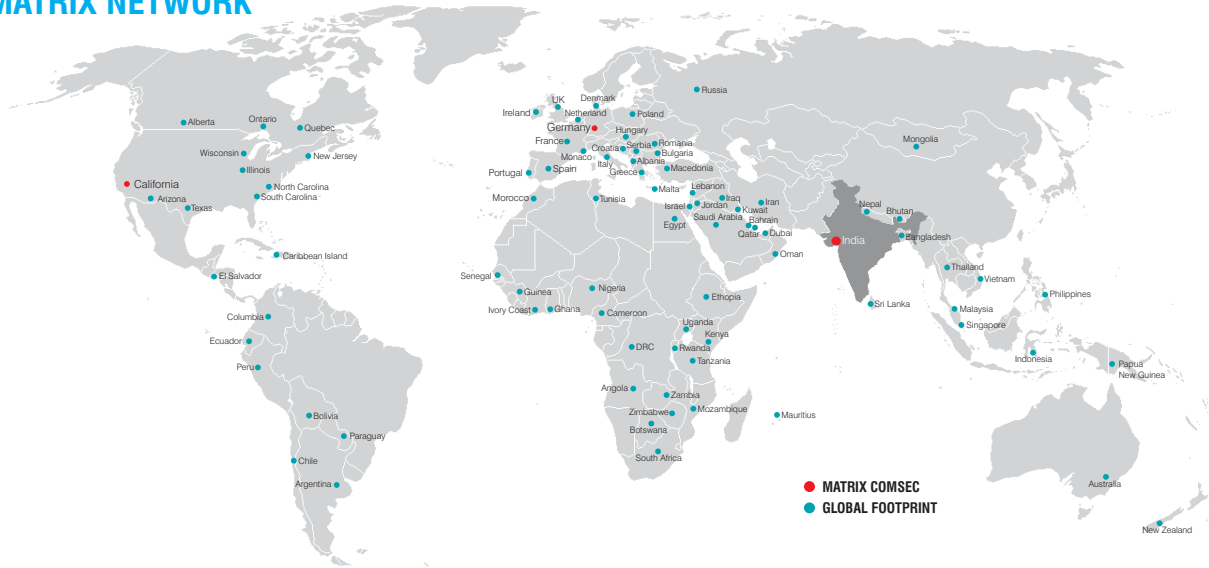 MATRIX NETWORK
Russia
Ireland
UK
Denmark
Netherland
Poland
Germany
France
Hungary
Croatia
Serbia
Romania
Bulgaria
Monaco
Italy
Albania
Macedonia
Greece
Portugal
Spain
Malta
Morocco
Tunisia
Lebanon
Israel
Jordan
Iraq
Iran
Kuwait
Egypt
Saudi Arabia
Bahrain
Qatar
Dubai
Oman
Mongolia
Nepal
Bhutan
India
Bangladesh
Alberta
Ontario
Quebec
Wisconsin
New Jersey
Illinois
California
North Carolina
South Carolina
Arizona
Texas
Caribbean Island
El Salvador
Columbia
Ecuador
Peru
Bolivia
Paraguay
Chile
Argentina
Senegal
Guinea
Nigeria
Ivory Coast
Ghana
Cameroon
Ethopia
Uganda
Kenya
DRC
Rwanda
Tanzania
Angola
Zambia
Zimbabwe
Mozambique
Botswana
South Africa
Mauritius
Thailand
Vietnam
Philippines
Sri Lanka
Malaysia
Singapore
Indonesia
Papua
New Guinea
Australia
New Zealand
MATRIX COMSEC
GLOBAL FOOTPRINT